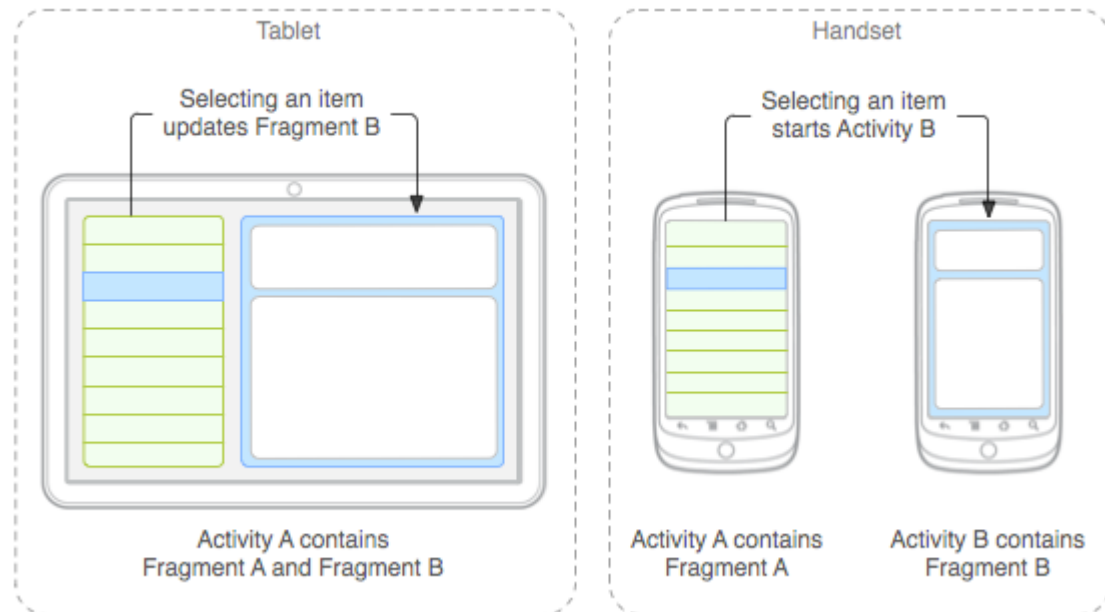 Tablet
Selecting an item
updates Fragment B
Activity A contains
Fragment A and Fragment B
Handset
Selecting an item
starts Activity B
Activity A contains
Fragment A
Activity B contains
Fragment B